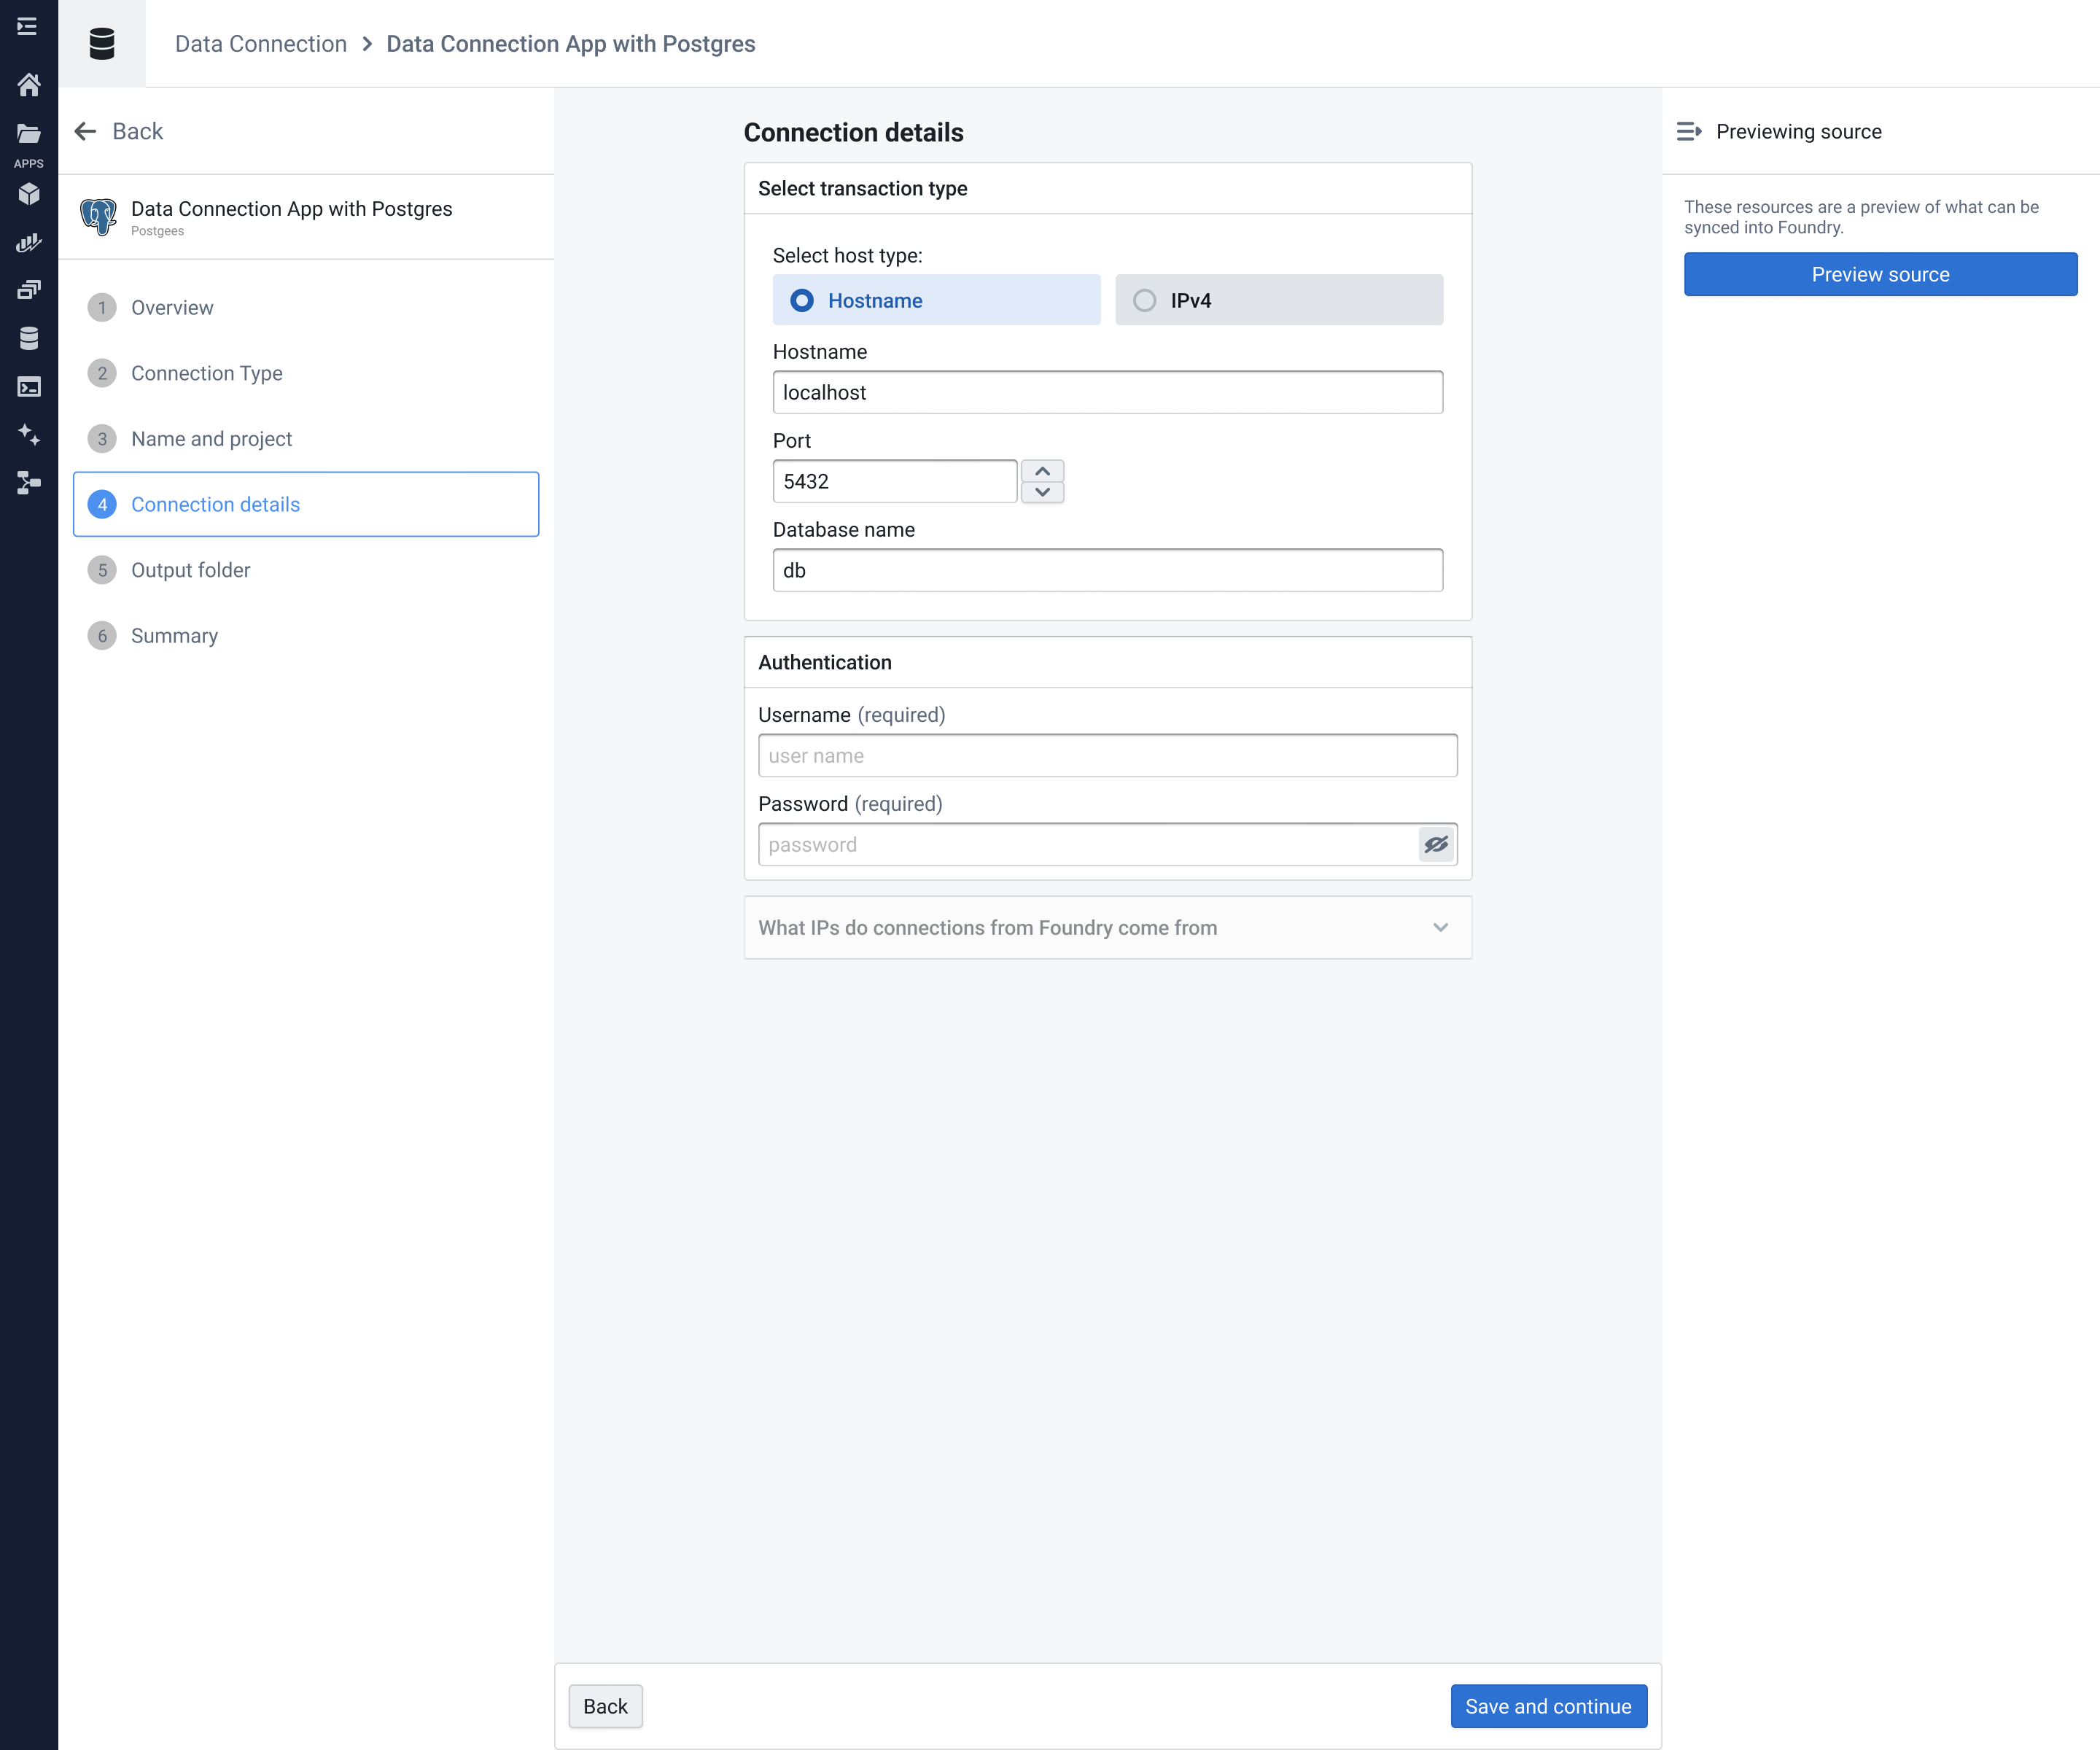 Data Connection > Data Connection App with Postgres
APPS
Back
Data Connection App with Postgres
Postgees
1 Overview
2 Connection Type
3 Name and project
4 Connection details
5 Output folder
6 Summary
Connection details
Select transaction type
Select host type:
Hostname
IPv4
Hostname
localhost
Port
5432
Database name
db
Authentication
Username (required)
user name
Password (required)
password
What IPs do connections from Foundry come from
Back
Save and continue
Previewing source
These resources are a preview of what can be
synced into Foundry.
Preview source